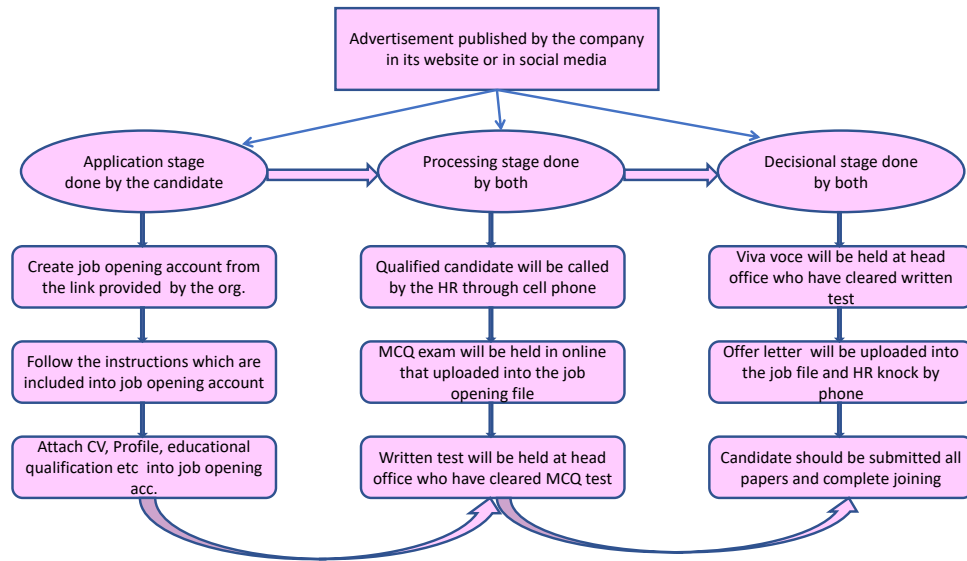 Advertisement published by the company
in its website or in social media
Application stage
done by the candidate
Processing stage done
by both
Decisional stage done
by both
Create job opening account from
the link provided by the org.
Qualified candidate will be called
by the HR through cell phone
Viva voce will be held at head
office who have cleared written
test
Follow the instructions which are
included into job opening account
MCQ exam will be held in online
that uploaded into the job
opening file
Offer letter will be uploaded into
the job file and HR knock by
phone
Attach CV, Profile, educational
qualification etc into job opening
acc.
Written test will be held at head
office who have cleared MCQ test
Candidate should be submitted all
papers and complete joining